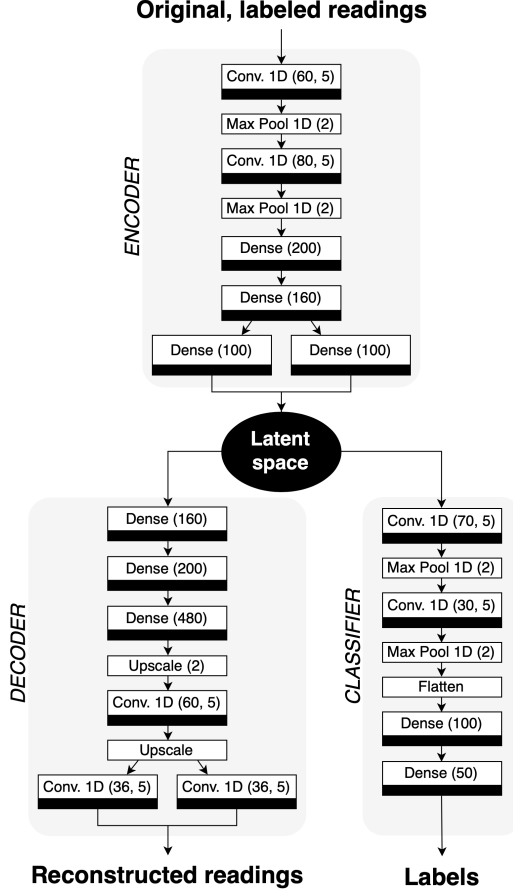 Original, labeled readings
ENCODER
Conv. 1D (60, 5)
Max Pool 1D (2)
Conv. 1D (80, 5)
Max Pool 1D (2)
Dense (200)
Dense (160)
Dense (100)
Dense (100)
Latent
space
DECODER
Dense (160)
Dense (200)
Dense (480)
Upscale (2)
Conv. 1D (60, 5)
Upscale
Conv. 1D (36, 5)
Conv. 1D (36, 5)
Reconstructed readings
CLASSIFIER
Conv. 1D (70, 5)
Max Pool 1D (2)
Conv. 1D (30, 5)
Max Pool 1D (2)
Flatten
Dense (100)
Dense (50)
Labels